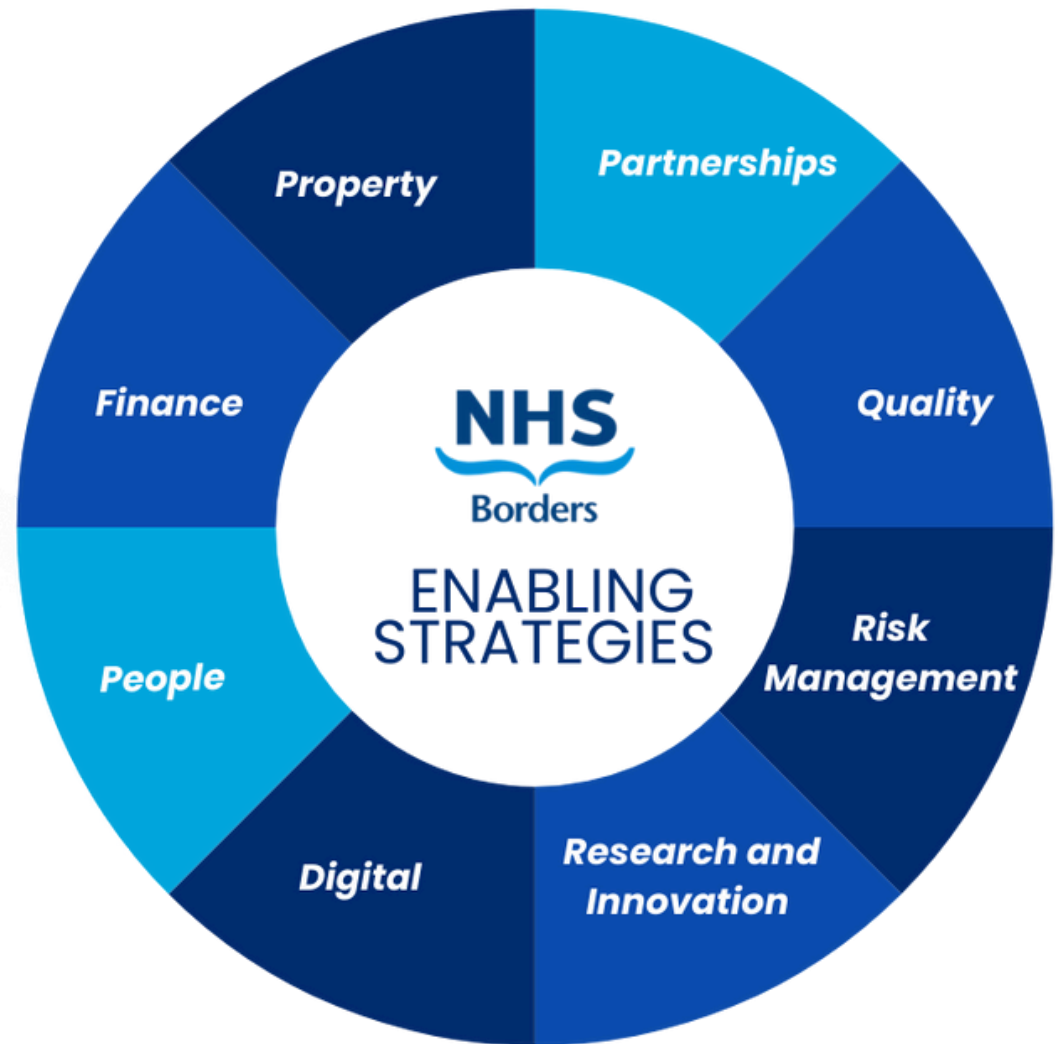 Property
Partnerships
Finance
Quality
NHS
Borders
ENABLING
STRATEGIES
Risk
Management
People
Digital
Research and
Innovation